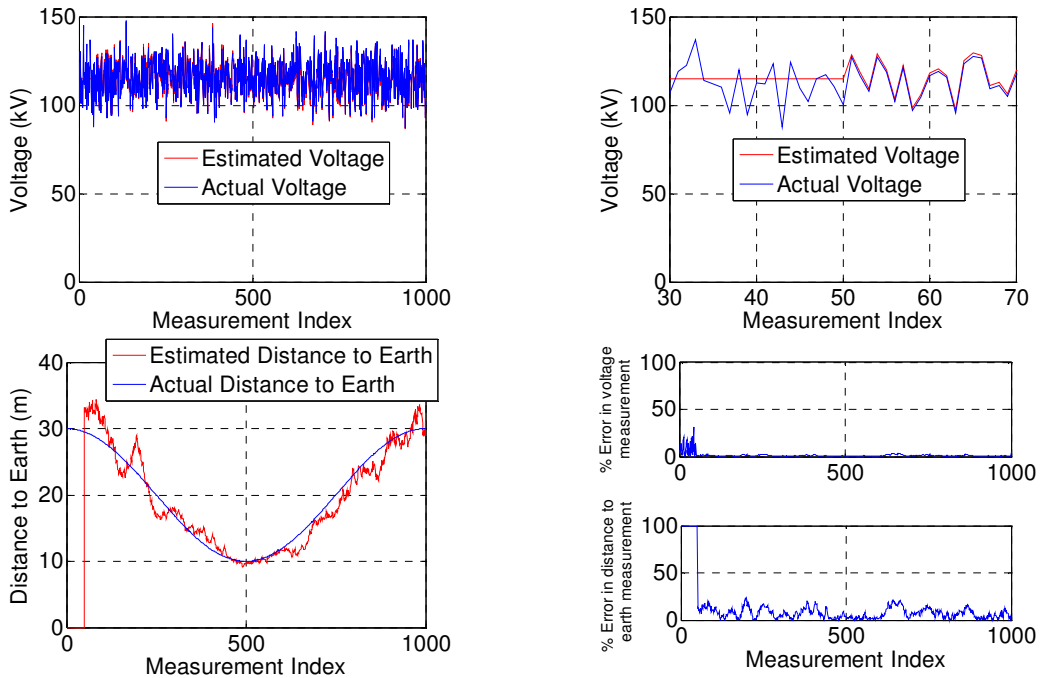 150
100
50
0
Voltage (kV)
Estimated Voltage
Actual Voltage
0
500
1000
Measurement Index
150
100
50
0
Voltage (kV)
Estimated Voltage
Actual Voltage
30
40
50
60
70
Measurement Index
40
30
20
10
0
Distance to Earth (m)
Estimated Distance to Earth
Actual Distance to Earth
0
500
1000
Measurement Index
100
50
0
% Error in voltage
measurement
0
500
1000
100
50
0
% Error in distance to
earth measurement
0
500
1000
Measurement Index